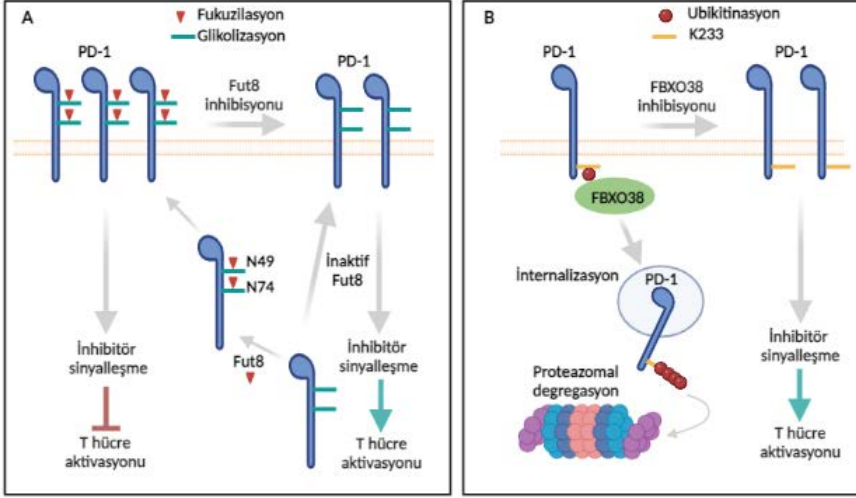 A
Fukuzilasyon
Glikolizasyon
PD-1
Fut8
inhibisyonu
PD-1
N49
N74
İnaktif
Fut8
Fut8
İnhibitör
sinyalleşme
T hücre
aktivasyonu
İnhibitör
sinyalleşme
T hücre
aktivasyonu
B
Ubikitinasyon
K233
PD-1
FBXO38
inhibisyonu
PD-1
FBXO38
İnternalizasyon
PD-1
Proteazomal
degregasyon
İnhibitör
sinyalleşme
T hücre
aktivasyonu